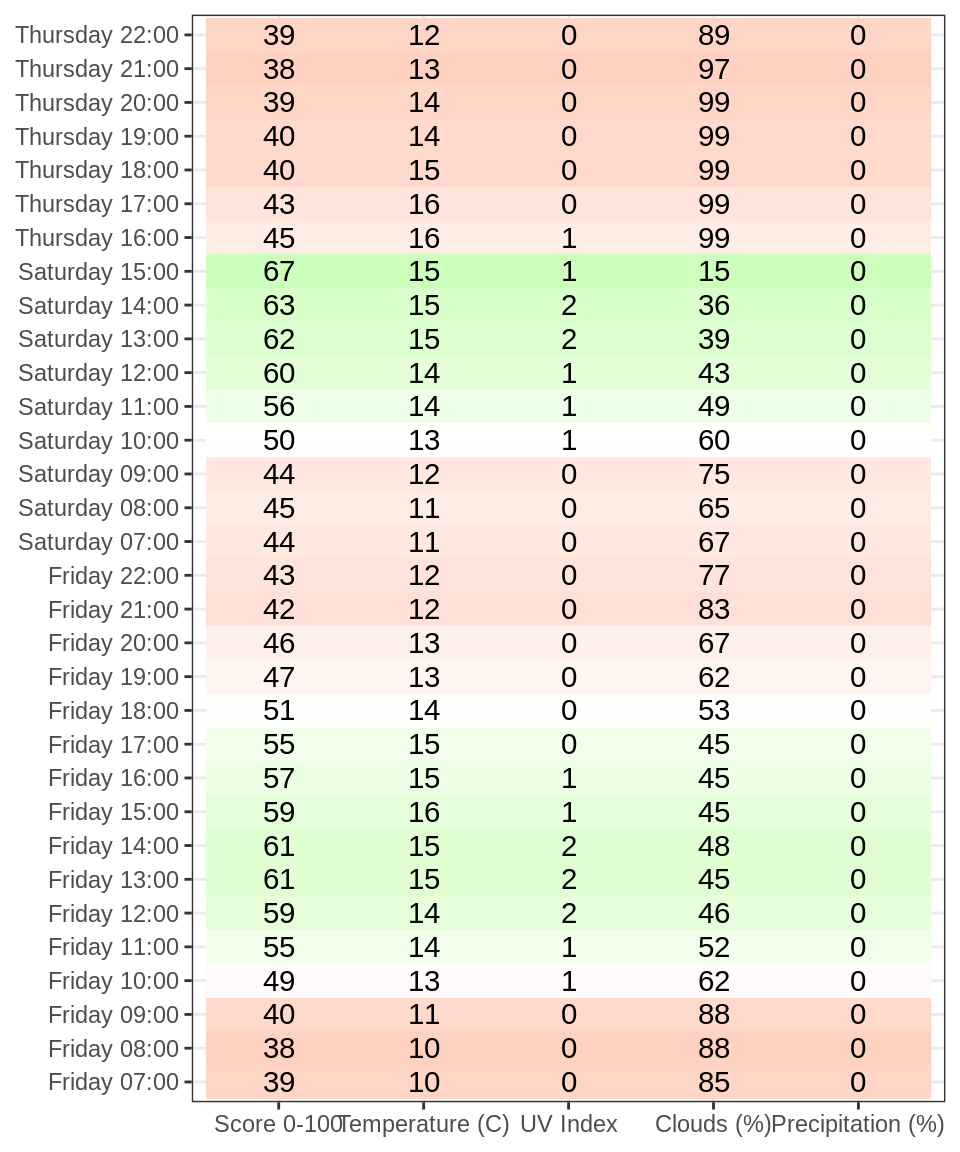 Thursday 22:00 39 12 0 89 0
Thursday 21:00 38 13 0 97 0
Thursday 20:00 39 14 0 99 0
Thursday 19:00 40 14 0 99 0
Thursday 18:00 40 15 0 99 0
Thursday 17:00 43 16 0 99 0
Thursday 16:00 45 16 1 99 0
Saturday 15:00 67 15 1 15 0
Saturday 14:00 63 15 2 36 0
Saturday 13:00 62 15 2 39 0
Saturday 12:00 60 14 1 43 0
Saturday 11:00 56 14 1 49 0
Saturday 10:00 50 13 1 60 0
Saturday 09:00 44 12 0 75 0
Saturday 08:00 45 11 0 65 0
Saturday 07:00 44 11 0 67 0
Friday 22:00 43 12 0 77 0
Friday 21:00 42 12 0 83 0
Friday 20:00 46 13 0 67 0
Friday 19:00 47 13 0 62 0
Friday 18:00 51 14 0 53 0
Friday 17:00 55 15 0 45 0
Friday 16:00 57 15 1 45 0
Friday 15:00 59 16 1 45 0
Friday 14:00 61 15 2 48 0
Friday 13:00 61 15 2 45 0
Friday 12:00 59 14 2 46 0
Friday 11:00 55 14 1 52 0
Friday 10:00 49 13 1 62 0
Friday 09:00 40 11 0 88 0
Friday 08:00 38 10 0 88 0
Friday 07:00 39 10 0 85 0
Score 0-100 Temperature (C) UV Index Clouds (%) Precipitation (%)